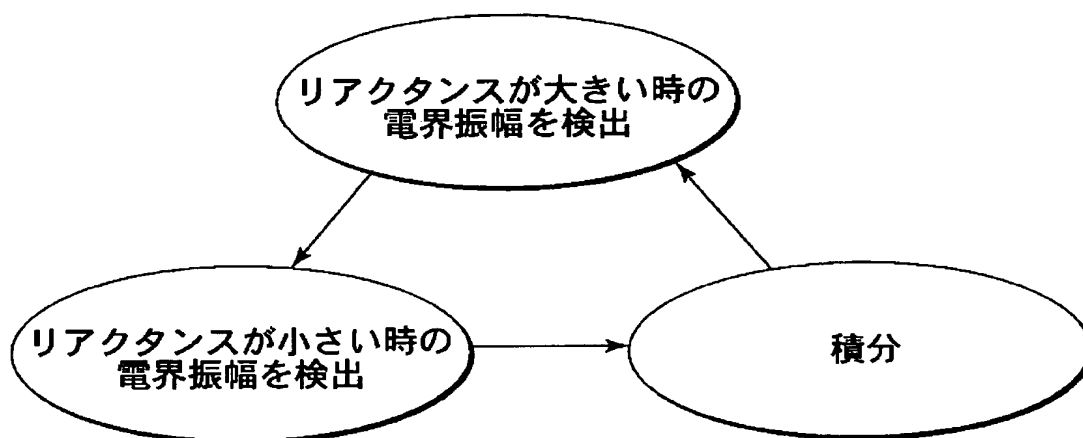 リアクタンスが大きい時の
電界振幅を検出
リアクタンスが小さい時の
電界振幅を検出
積分